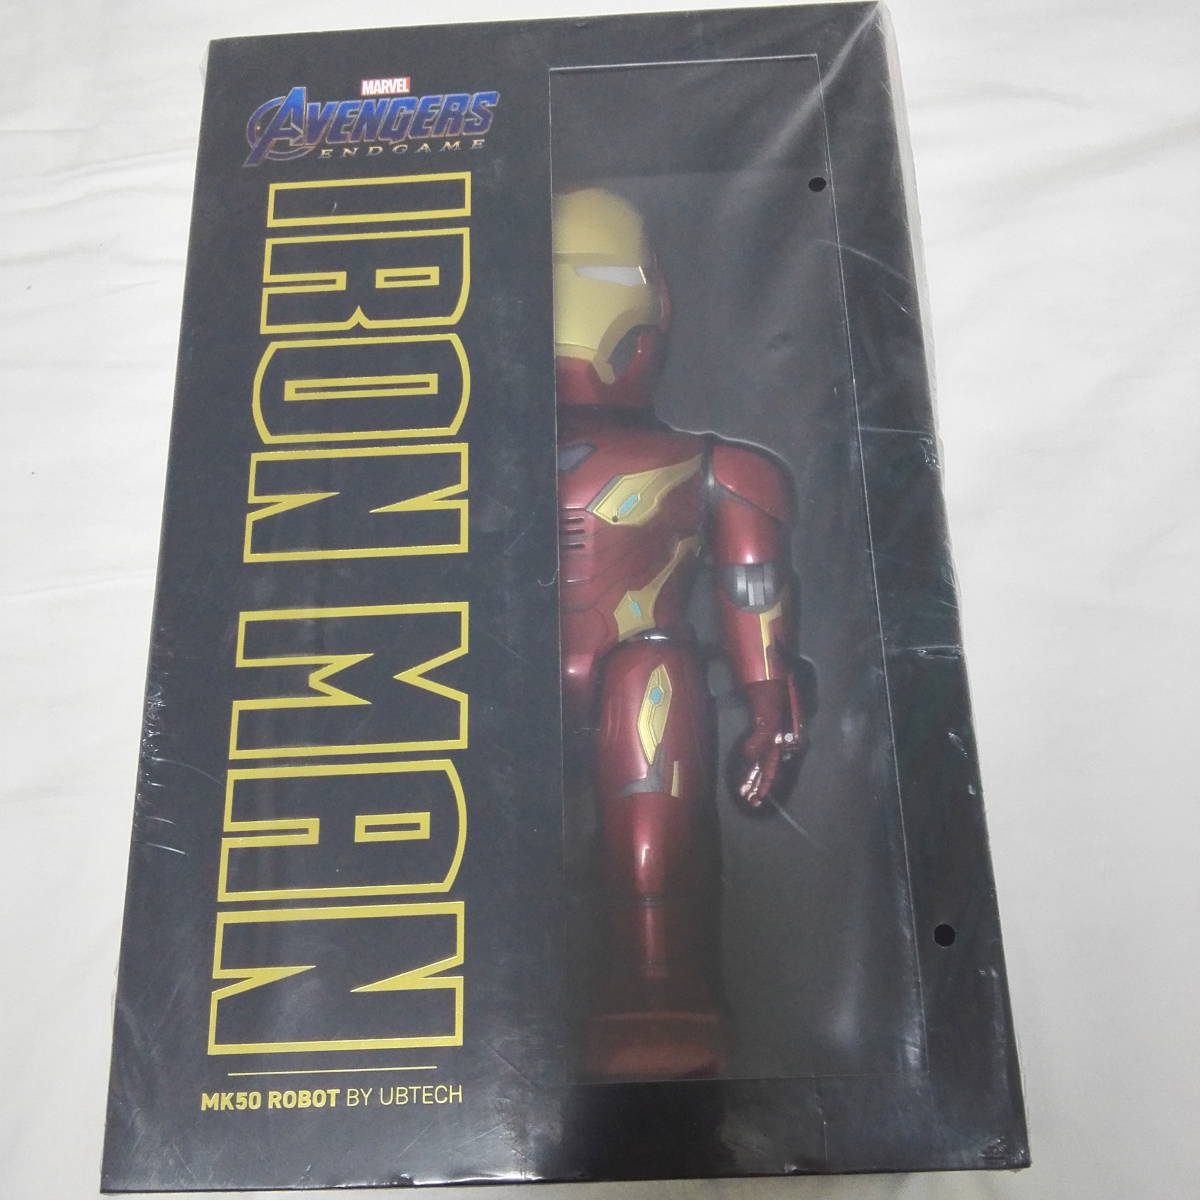 MARVEL
AVENGERS
ENDGAME
IRON MAN
MK50 ROBOT BY UBTECH